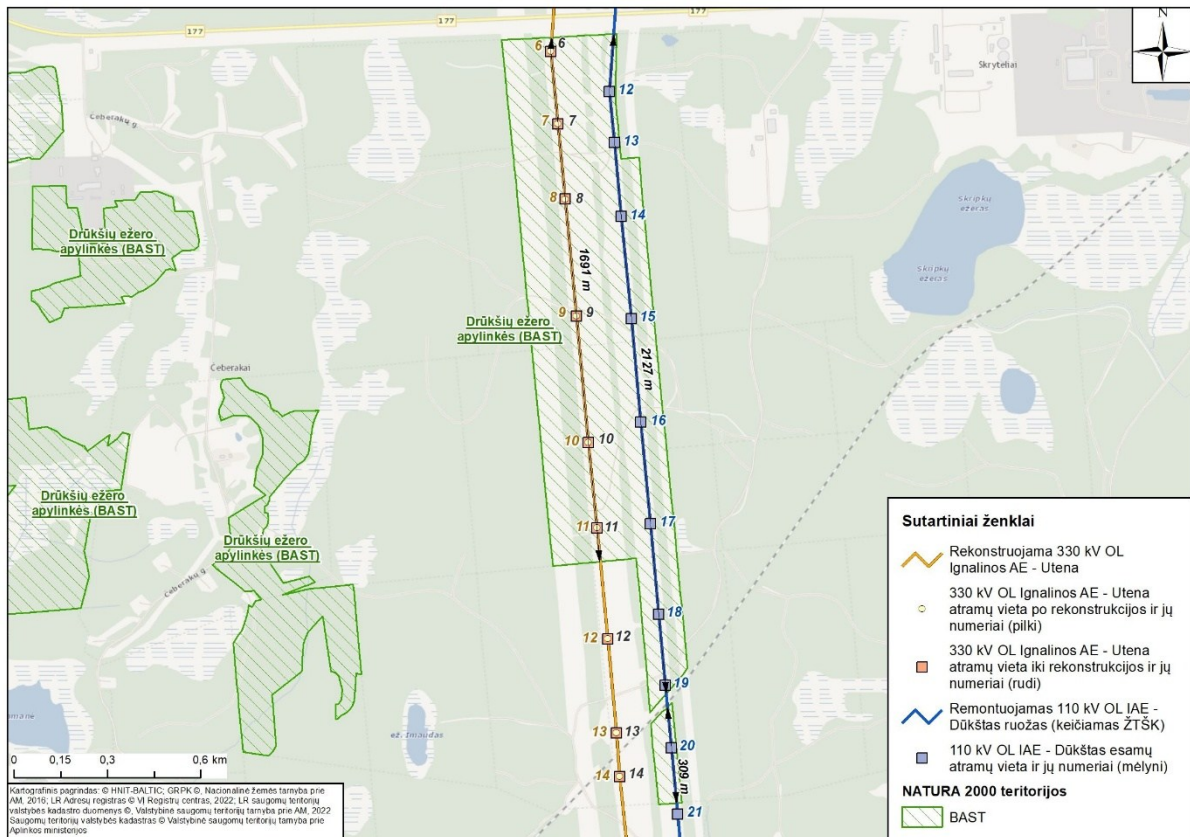 177
177
177
N
Skryteliai
Čeberakų g.
6 6
12
7 7
13
8 8
14
Drūkšių ežero
apylinkės (BAST)
Skripkų
ežeras
1691 m
Skripkų
ežeras
9 9
15
Drūkšių ežero
apylinkės (BAST)
2127 m
Čeberakai
16
10 10
Drūkšių ežero
apylinkės (BAST)
17
11 11
Drūkšių ežero
apylinkės (BAST)
Čeberakų g.
18
12 12
19
13 13
20
ež. Imaudas
14 14
309 m
21
0 0,15 0,3 0,6 km
Sutartiniai ženklai
Rekonstruojama 330 kV OL
Ignalinos AE - Utena
330 kV OL Ignalinos AE - Utena
atramų vieta po rekonstrukcijos ir jų
numeriai (pilki)
330 kV OL Ignalinos AE - Utena
atramų vieta iki rekonstrukcijos ir jų
numeriai (rudi)
Remontuojamas 110 kV OL IAE -
Dūkštas ruožas (keičiamas ŽTŠK)
110 kV OL IAE - Dūkštas esamų
atramų vieta ir jų numeriai (mėlyni)
NATURA 2000 teritorijos
BAST
Kartografinis pagrindas: © HNIT-BALTIC; GRPK ©, Nacionalinė žemės tarnyba prie
AM, 2016; LR Adresų registras © VĮ Registrų centras, 2022; LR saugomų teritorijų
valstybės kadastro duomenys ©, Valstybinė saugomų teritorijų tarnyba prie AM, 2022
Saugomų teritorijų valstybės kadastras © Valstybinė saugomų teritorijų tarnyba prie
Aplinkos ministerijos